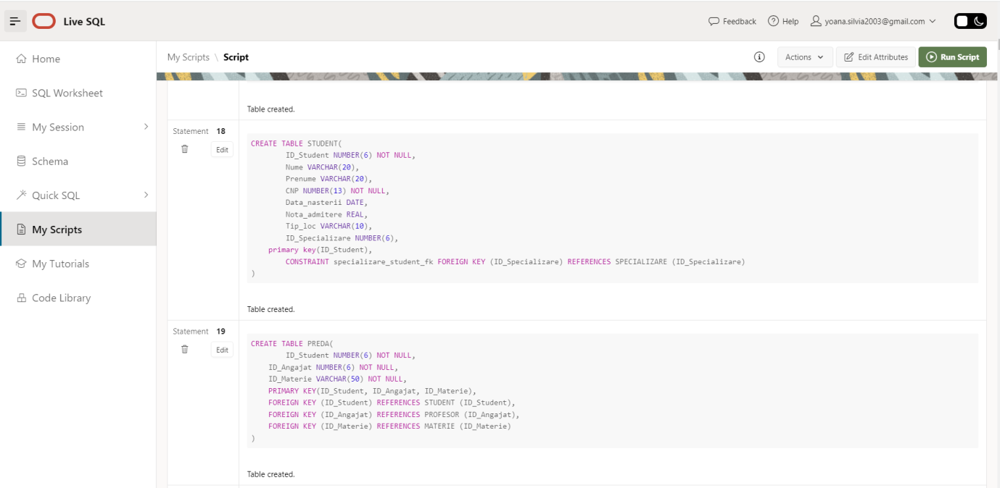 Live SQL
Feedback
Help
yoana.silvia2003@gmail.com
Home
SQL Worksheet
My Session
Schema
Quick SQL
My Scripts
My Tutorials
Code Library
My Scripts \ Script
Actions
Edit Attributes
Run Script
Table created.
Statement 18
Edit
CREATE TABLE STUDENT(
ID_Student NUMBER(6) NOT NULL,
Nume VARCHAR(20),
Prenume VARCHAR(20),
CNP NUMBER(13) NOT NULL,
Data_nasterii DATE,
Nota_admitere REAL,
Tip_loc VARCHAR(10),
ID_Specializare NUMBER(6),
primary key(ID_Student),
CONSTRAINT specializare_student_fk FOREIGN KEY (ID_Specializare) REFERENCES SPECIALIZARE (ID_Specializare)
)
Table created.
Statement 19
Edit
CREATE TABLE PREDA(
ID_Student NUMBER(6) NOT NULL,
ID_Angajat NUMBER(6) NOT NULL,
ID_Materie VARCHAR(50) NOT NULL,
PRIMARY KEY(ID_Student, ID_Angajat, ID_Materie),
FOREIGN KEY (ID_Student) REFERENCES STUDENT (ID_Student),
FOREIGN KEY (ID_Angajat) REFERENCES PROFESOR (ID_Angajat),
FOREIGN KEY (ID_Materie) REFERENCES MATERIE (ID_Materie)
)
Table created.